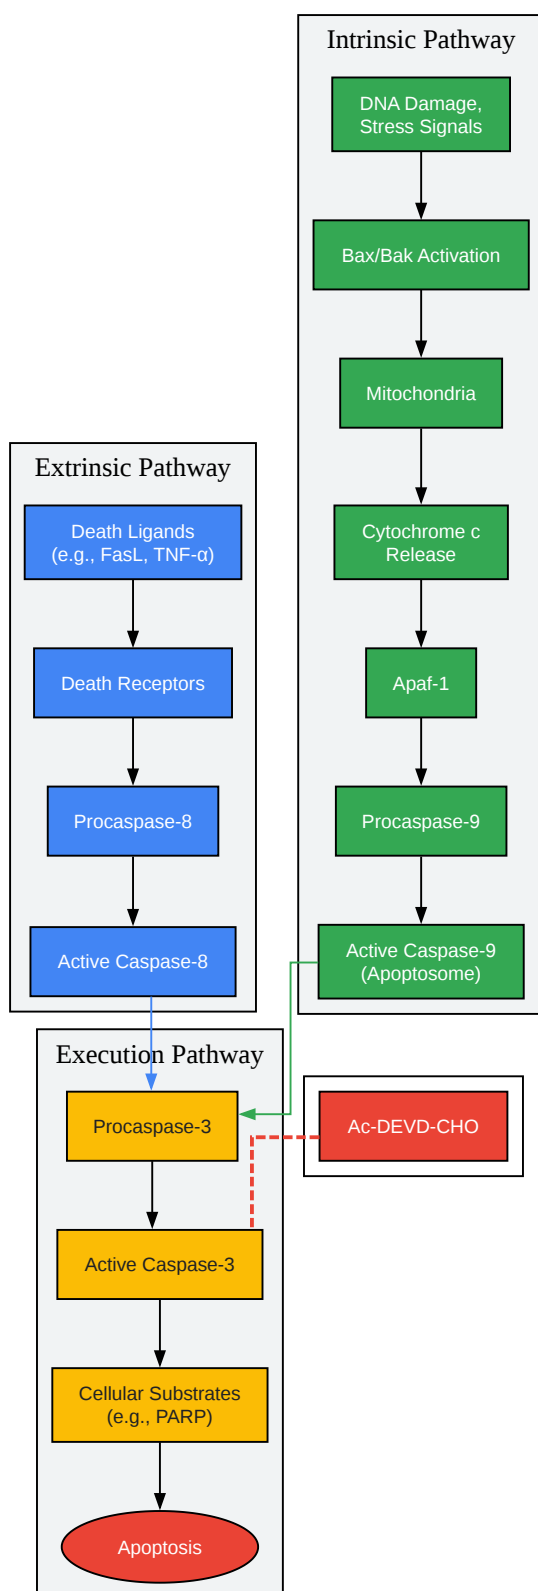 Intrinsic Pathway
DNA Damage,
Stress Signals
Bax/Bak Activation
Mitochondria
Cytochrome c
Release
Apaf-1
Procaspase-9
Active Caspase-9
(Apoptosome)
Extrinsic Pathway
Death Ligands
(e.g., FasL, TNF-α)
Death Receptors
Procaspase-8
Active Caspase-8
Execution Pathway
Procaspase-3
Ac-DEVD-CHO
Active Caspase-3
Cellular Substrates
(e.g., PARP)
Apoptosis